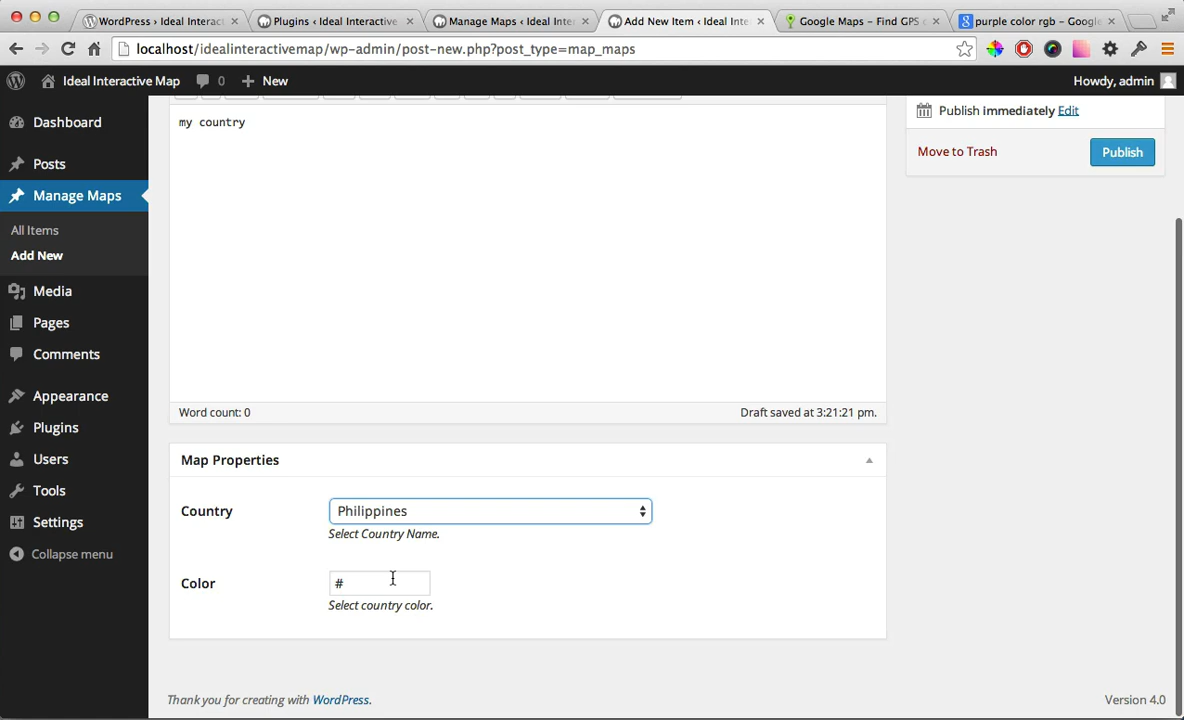 WordPress › Ideal Interact
Plugins ‹ Ideal Interactive
Manage Maps ‹ Ideal Inte
Add New Item ‹ Ideal Inte
Google Maps – Find GPS c
purple color rgb – Google
localhost/idealinteractivemap/wp-admin/post-new.php?post_type=map_maps
Ideal Interactive Map
0
New
Howdy, admin
Dashboard
Posts
Manage Maps
All Items
Add New
Media
Pages
Comments
Appearance
Plugins
Users
Tools
Settings
Collapse menu
my country
Word count: 0
Draft saved at 3:21:21 pm.
Publish immediately Edit
Move to Trash
Publish
Map Properties
Country
Philippines
Select Country Name.
Color
#
Select country color.
Thank you for creating with WordPress.
Version 4.0